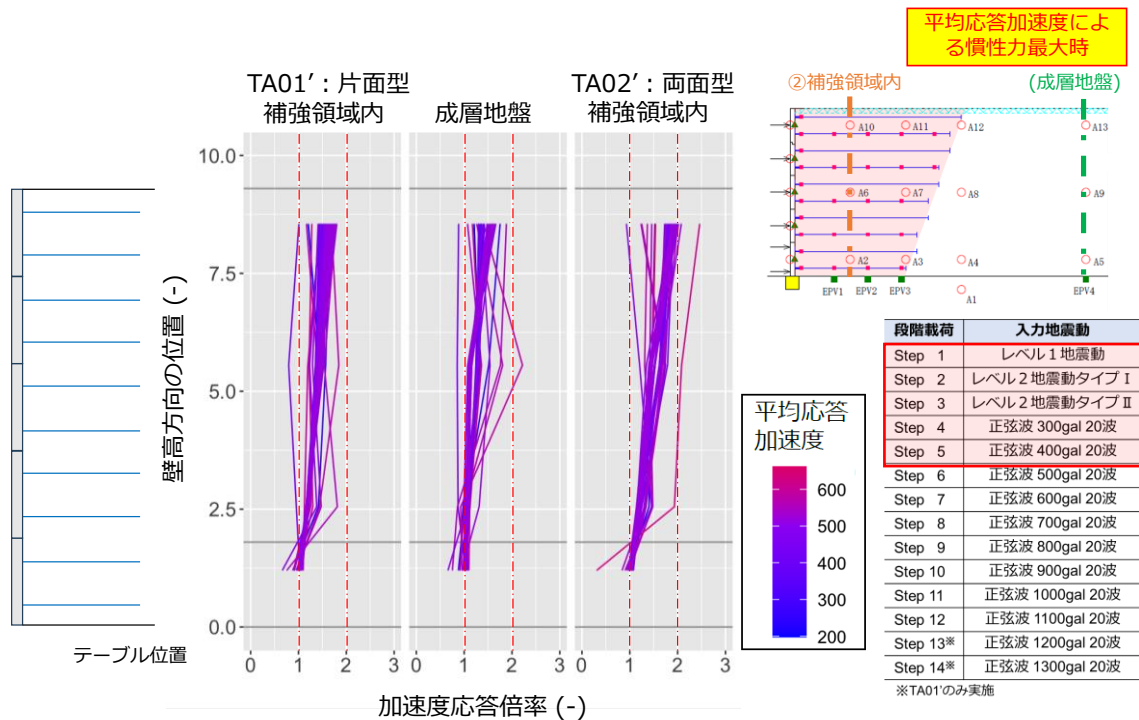 平均応答加速度によ
る慣性力最大時
TA01’：片面型
補強領域内
成層地盤
TA02’：両面型
補強領域内
②補強領域内
(成層地盤)
A10
A11
A12
A13
A6
A7
A8
A9
A2
A3
A4
A5
EPV1
EPV2
EPV3
EPV4
A1
壁高方向の位置 (-)
10.0
7.5
5.0
2.5
0.0
テーブル位置
0 1 2 3
0 1 2 3
0 1 2 3
加速度応答倍率 (-)
平均応答
加速度
600
500
400
300
200
段階載荷 入力地震動
Step 1 レベル１地震動
Step 2 レベル２地震動タイプⅠ
Step 3 レベル２地震動タイプⅡ
Step 4 正弦波 300gal 20波
Step 5 正弦波 400gal 20波
Step 6 正弦波 500gal 20波
Step 7 正弦波 600gal 20波
Step 8 正弦波 700gal 20波
Step 9 正弦波 800gal 20波
Step 10 正弦波 900gal 20波
Step 11 正弦波 1000gal 20波
Step 12 正弦波 1100gal 20波
Step 13※ 正弦波 1200gal 20波
Step 14※ 正弦波 1300gal 20波
※TA01’のみ実施